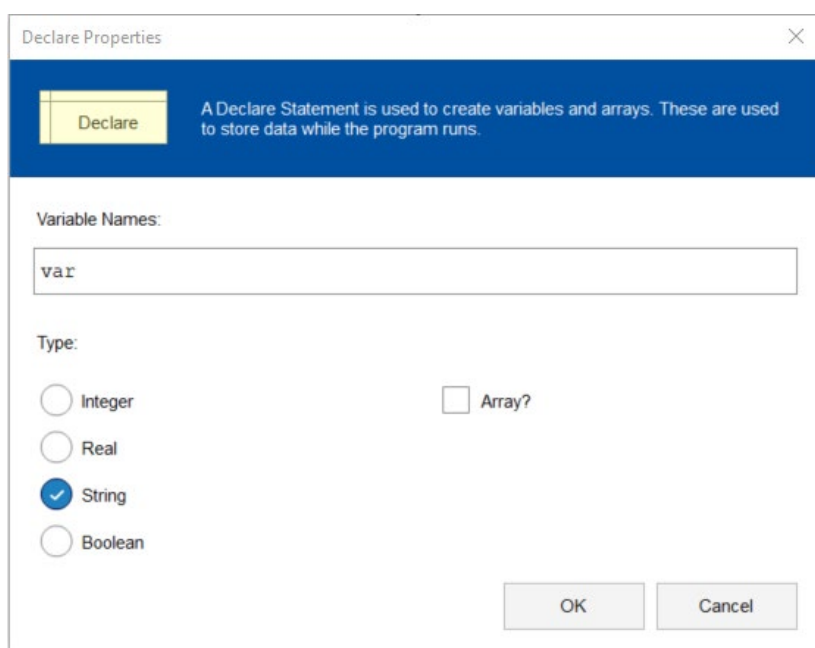 Declare Properties
Declare
A Declare Statement is used to create variables and arrays. These are used
to store data while the program runs.
Variable Names:
var
Type:
Integer
Array?
Real
String
Boolean
OK
Cancel